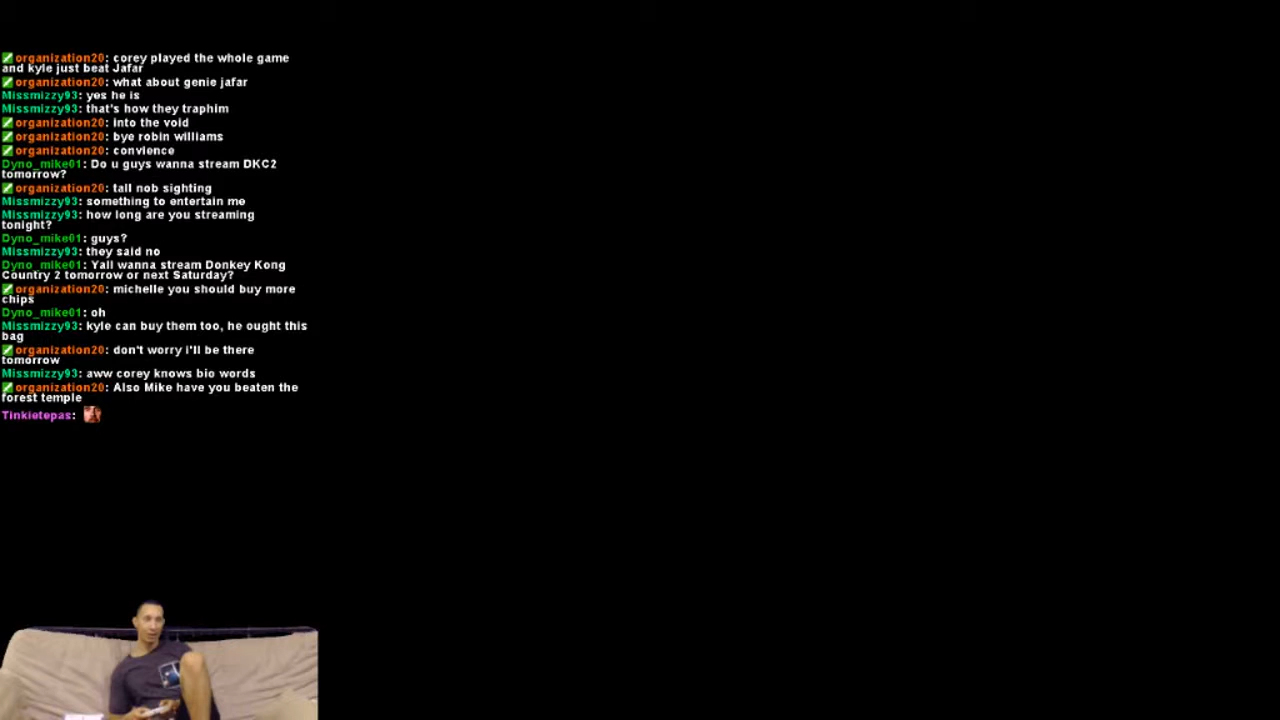 organization20: corey played the whole game
and kyle just beat Jafar
organization20: what about genie jafar
Missmizzy93: yes he is
Missmizzy93: that's how they traphim
organization20: into the void
organization20: bye robin williams
organization20: convience
Dyno_mike01: Do u guys wanna stream DKC2
tomorrow?
organization20: tall nob sighting
Missmizzy93: something to entertain me
Missmizzy93: how long are you streaming
tonight?
Dyno_mike01: guys?
Missmizzy93: they said no
Dyno_mike01: Yall wanna stream Donkey Kong
Country 2 tomorrow or next Saturday?
organization20: michelle you should buy more
chips
Dyno_mike01: oh
Missmizzy93: kyle can buy them too, he ought this
bag
organization20: don't worry i'll be there
tomorrow
Missmizzy93: aww corey knows bio words
organization20: Also Mike have you beaten the
forest temple
Tinkietepas: